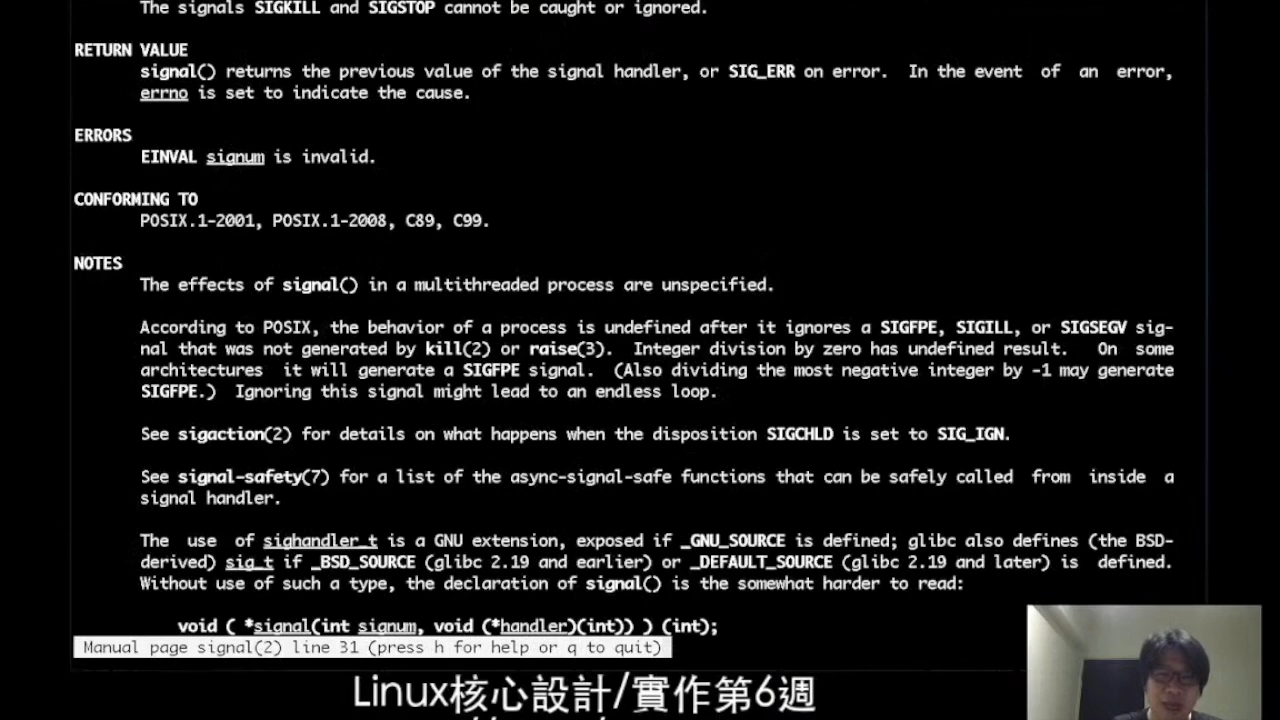 The signals SIGKILL and SIGSTOP cannot be caught or ignored.
RETURN VALUE
signal() returns the previous value of the signal handler, or SIG_ERR on error. In the event of an error,
errno is set to indicate the cause.
ERRORS
EINVAL signum is invalid.
CONFORMING TO
POSIX.1-2001, POSIX.1-2008, C89, C99.
NOTES
The effects of signal() in a multithreaded process are unspecified.
According to POSIX, the behavior of a process is undefined after it ignores a SIGFPE, SIGILL, or SIGSEGV sig-
nal that was not generated by kill(2) or raise(3). Integer division by zero has undefined result. On some
architectures it will generate a SIGFPE signal. (Also dividing the most negative integer by -1 may generate
SIGFPE.) Ignoring this signal might lead to an endless loop.
See sigaction(2) for details on what happens when the disposition SIGCHLD is set to SIG_IGN.
See signal-safety(7) for a list of the async-signal-safe functions that can be safely called from inside a
signal handler.
The use of sighandler_t is a GNU extension, exposed if _GNU_SOURCE is defined; glibc also defines (the BSD-
derived) sig_t if _BSD_SOURCE (glibc 2.19 and earlier) or _DEFAULT_SOURCE (glibc 2.19 and later) is defined.
Without use of such a type, the declaration of signal() is the somewhat harder to read:
void ( *signal(int signum, void (*handler)(int)) ) (int);
Manual page signal(2) line 31 (press h for help or q to quit)
Linux核心設計/實作第6週